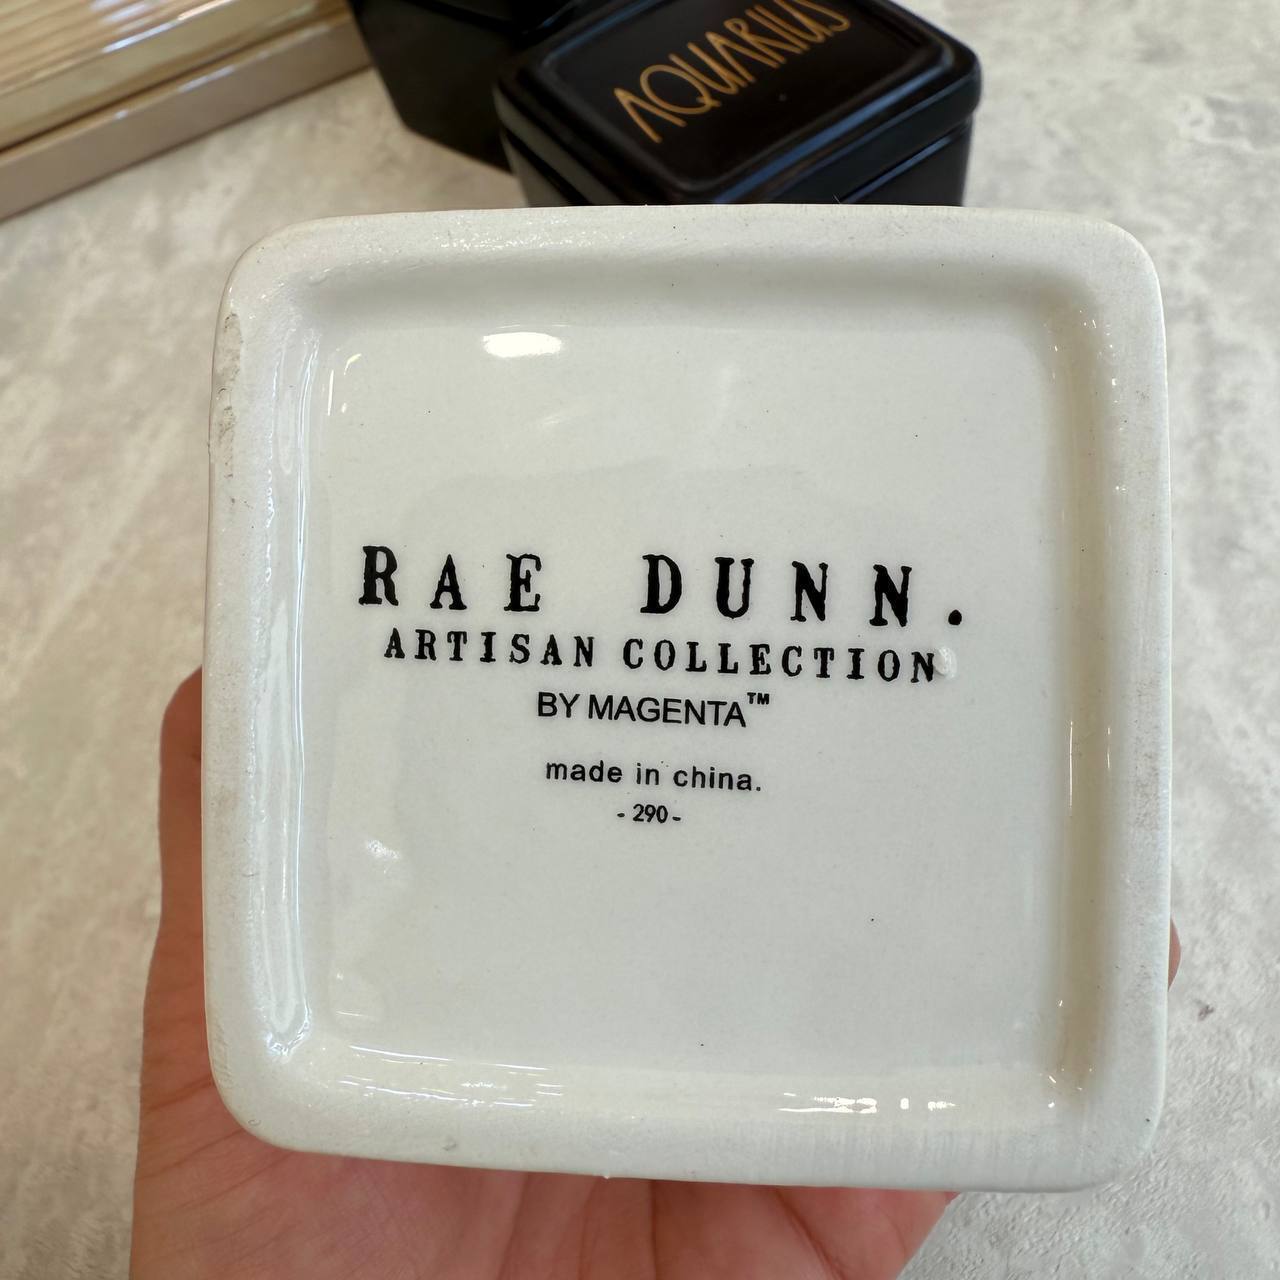 AQUARIUS
RAE DUNN.
ARTISAN COLLECTION
BY MAGENTA™
made in china.
- 290 -